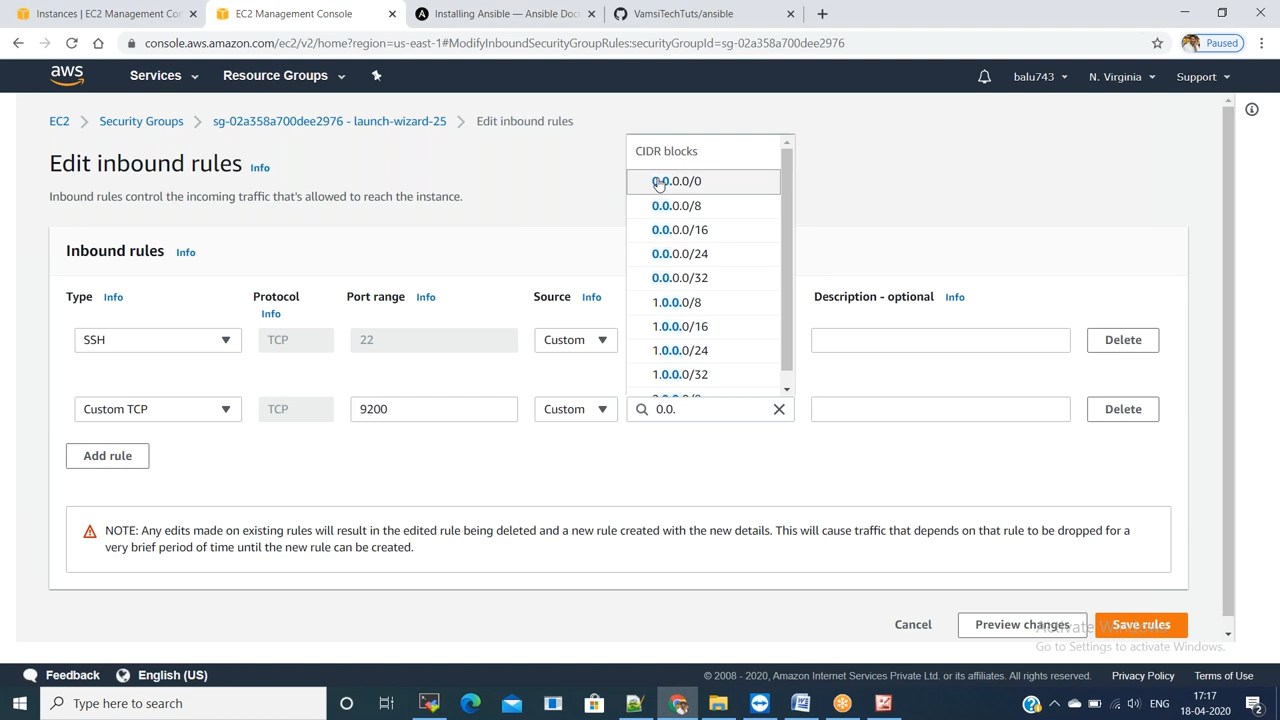 Instances | EC2 Management Con
EC2 Management Console
Installing Ansible — Ansible Doc
VamsiTechTuts/ansible
console.aws.amazon.com/ec2/v2/home?region=us-east-1#ModifyInboundSecurityGroupRules:securityGroupId=sg-02a358a700dee2976
Paused
aws
Services
Resource Groups
balu743
N. Virginia
Support
EC2 > Security Groups > sg-02a358a700dee2976 - launch-wizard-25 > Edit inbound rules
Edit inbound rules Info
Inbound rules control the incoming traffic that's allowed to reach the instance.
Inbound rules Info
Type Info
Protocol
Info
Port range Info
Source Info
Description - optional Info
CIDR blocks
0.0.0.0/0
0.0.0.0/8
0.0.0.0/16
0.0.0.0/24
0.0.0.0/32
1.0.0.0/8
1.0.0.0/16
1.0.0.0/24
1.0.0.0/32
SSH
TCP
22
Custom
Delete
Custom TCP
TCP
9200
Custom
0.0.
Delete
Add rule
NOTE: Any edits made on existing rules will result in the edited rule being deleted and a new rule created with the new details. This will cause traffic that depends on that rule to be dropped for a
very brief period of time until the new rule can be created.
Cancel
Preview changes
Save rules
Activate Windows
Go to Settings to activate Windows.
Feedback
English (US)
© 2008 - 2020, Amazon Internet Services Private Ltd. or its affiliates. All rights reserved.
Privacy Policy
Terms of Use
Type here to search
ENG
17:17
18-04-2020
2